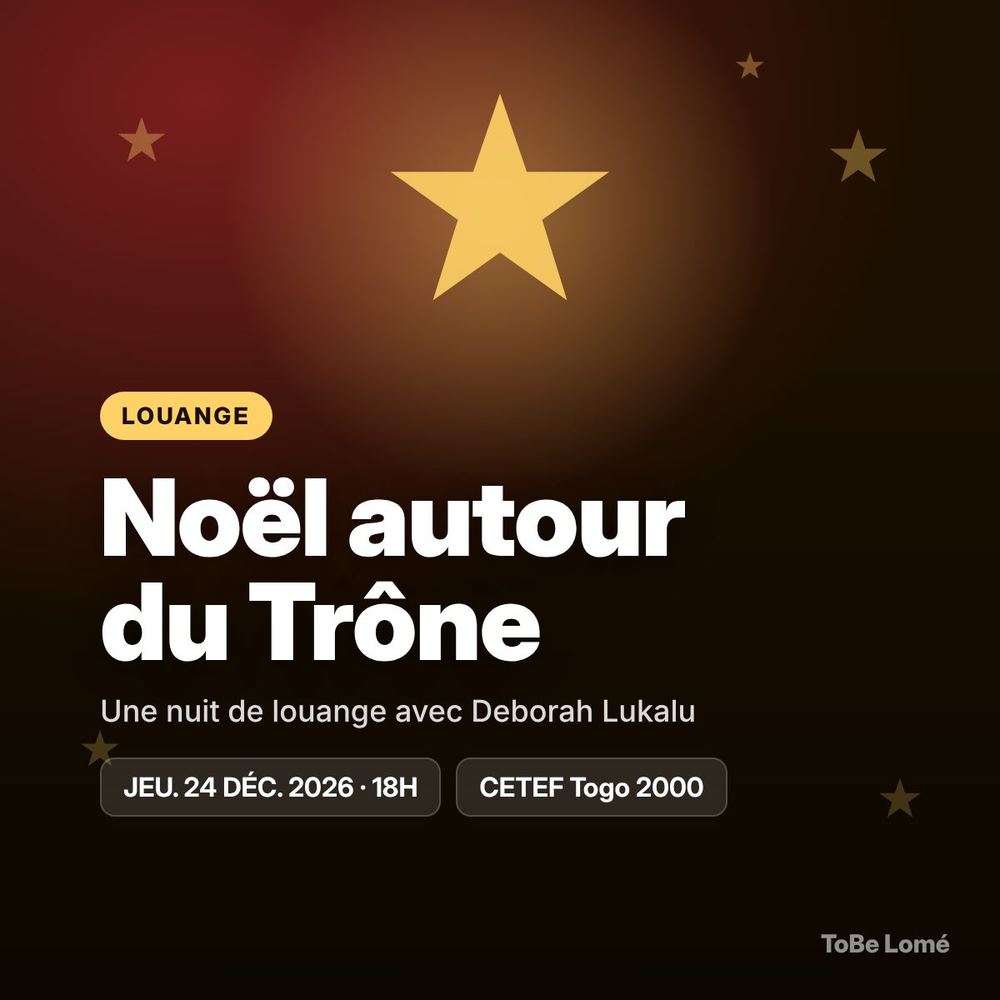 LOUANGE
Noël autour
du Trône
Une nuit de louange avec Deborah Lukalu
JEU. 24 DÉC. 2026 · 18H
CETEF Togo 2000
ToBe Lomé